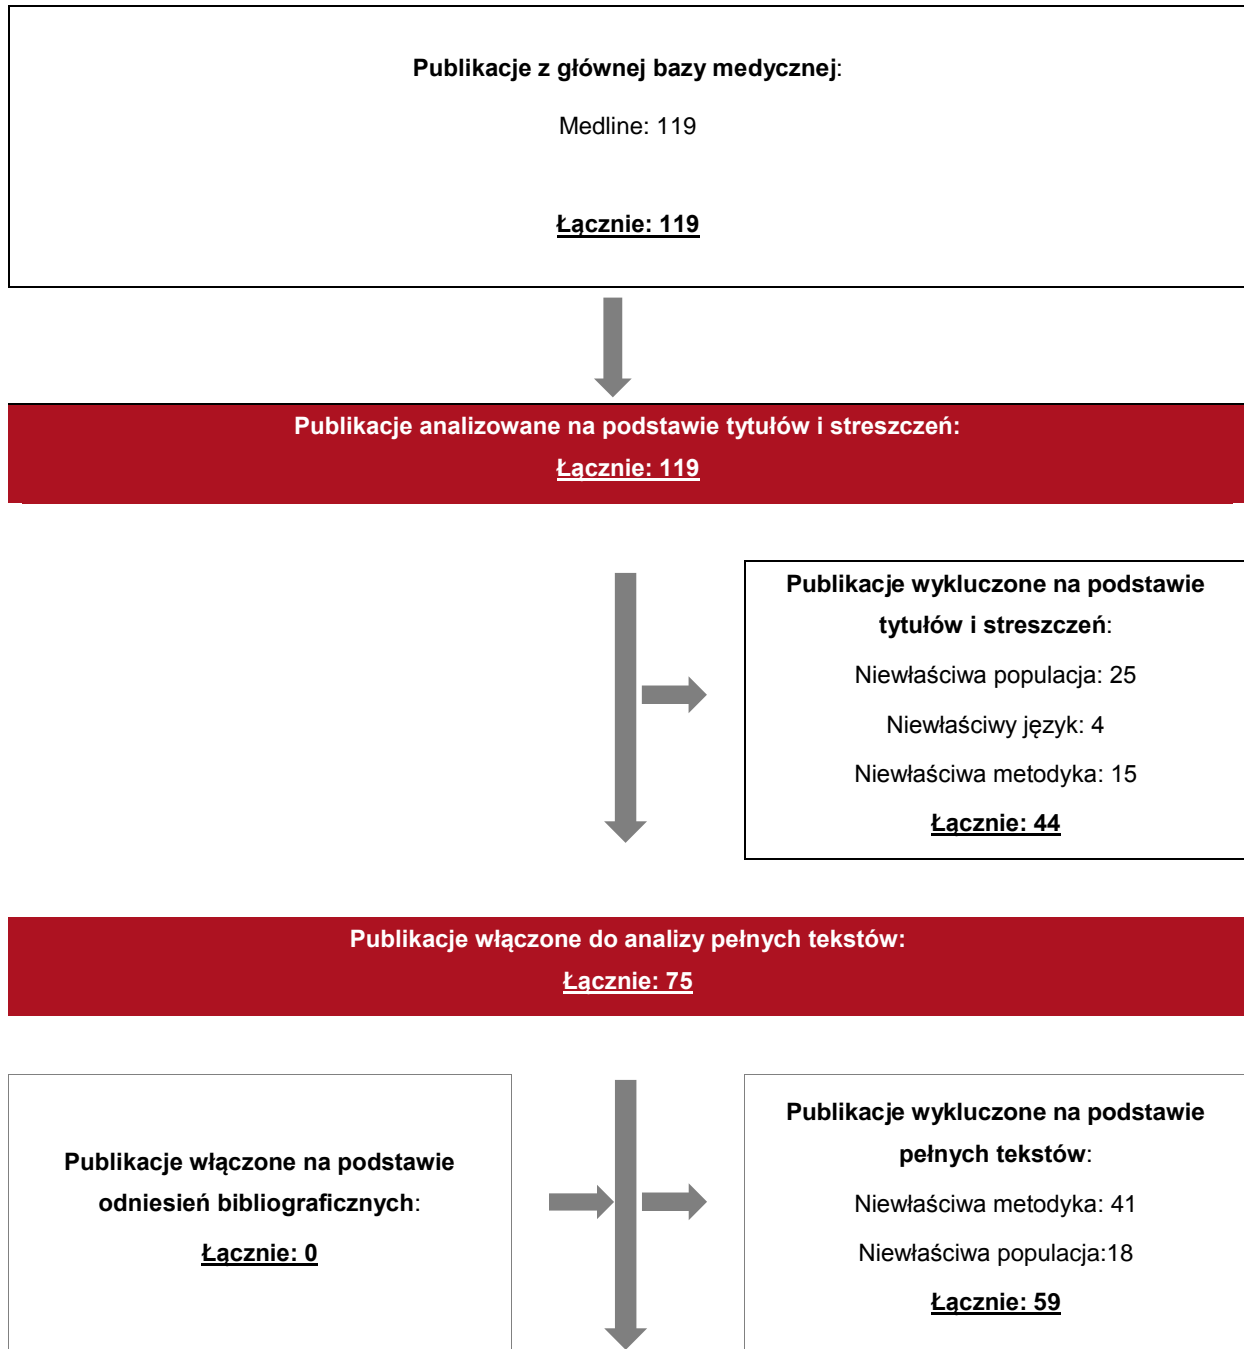 Publikacje z głównej bazy medycznej:
Medline: 119
Łącznie: 119
Publikacje analizowane na podstawie tytułów i streszczeń:
Łącznie: 119
Publikacje wykluczone na podstawie
tytułów i streszczeń:
Niewłaściwa populacja: 25
Niewłaściwy język: 4
Niewłaściwa metodyka: 15
Łącznie: 44
Publikacje włączone do analizy pełnych tekstów:
Łącznie: 75
Publikacje włączone na podstawie
odniesień bibliograficznych:
Łącznie: 0
Publikacje wykluczone na podstawie
pełnych tekstów:
Niewłaściwa metodyka: 41
Niewłaściwa populacja:18
Łącznie: 59